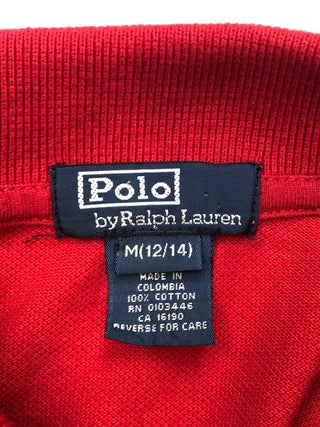 Polo
by Ralph Lauren
M(12/14)
MADE IN
COLOMBIA
100% COTTON
RN 0103446
CA 16190
REVERSE FOR CARE